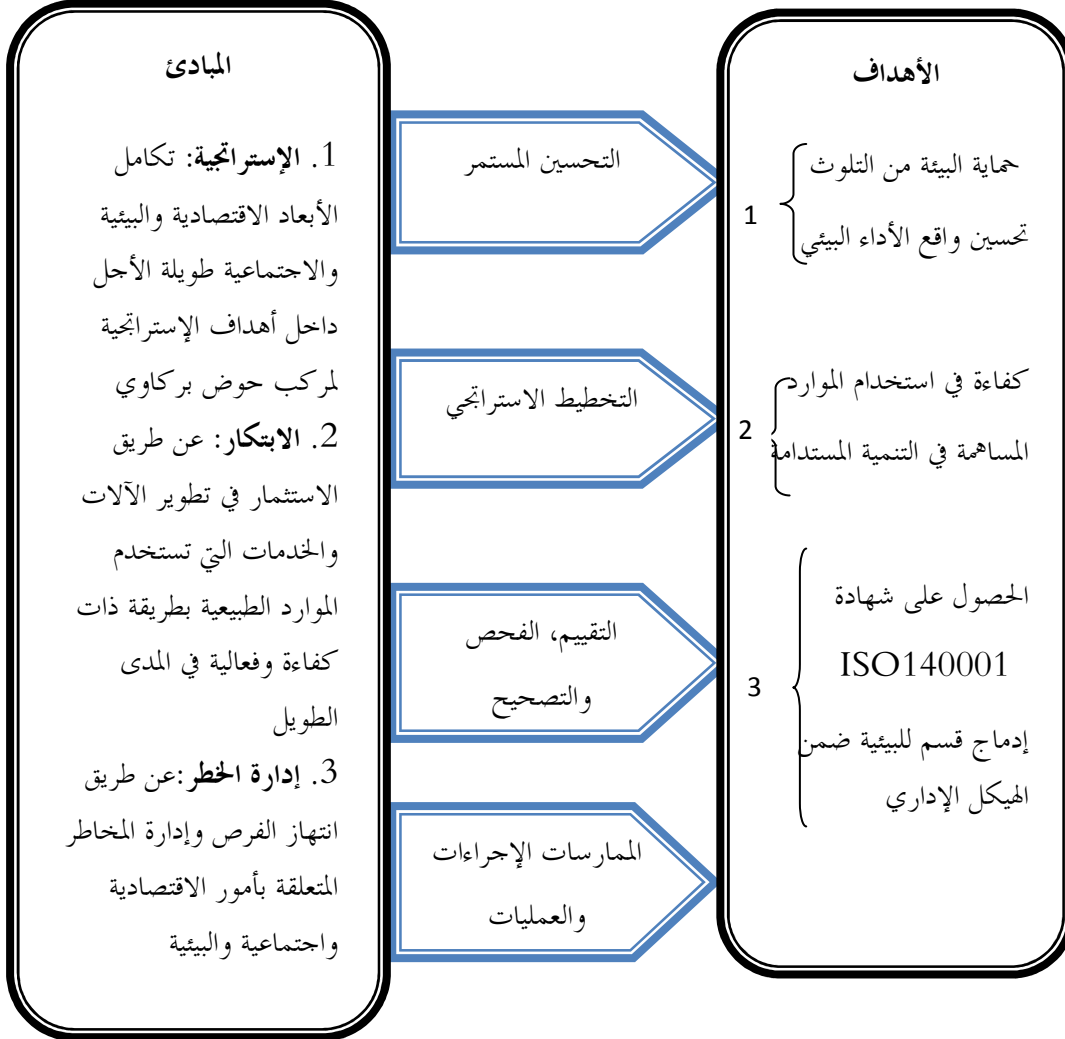 الأهداف
حماية البيئة من التلوث
1
تحسين واقع الأداء البيئي
كفاءة في استخدام الموارد
2
المساهمة في التنمية المستدامة
الحصول على شهادة
ISO140001
3
إدماج قسم للبيئية ضمن
الهيكل الإداري
التحسين المستمر
التخطيط الاستراتجي
التقييم، الفحص
والتصحيح
الممارسات الإجراءات
والعمليات
المبادئ
1. الإستراتجية: تكامل
الأبعاد الاقتصادية والبيئية
والاجتماعية طويلة الأجل
داخل أهداف الإستراتجية
لمركب حوض بركاوي
2. الابتكار: عن طريق
الاستثمار في تطوير الآلات
والخدمات التي تستخدم
الموارد الطبيعية بطريقة ذات
كفاءة وفعالية في المدى
الطويل
3. إدارة الخطر:عن طريق
انتهاز الفرص وإدارة المخاطر
المتعلقة بأمور الاقتصادية
واجتماعية والبيئية